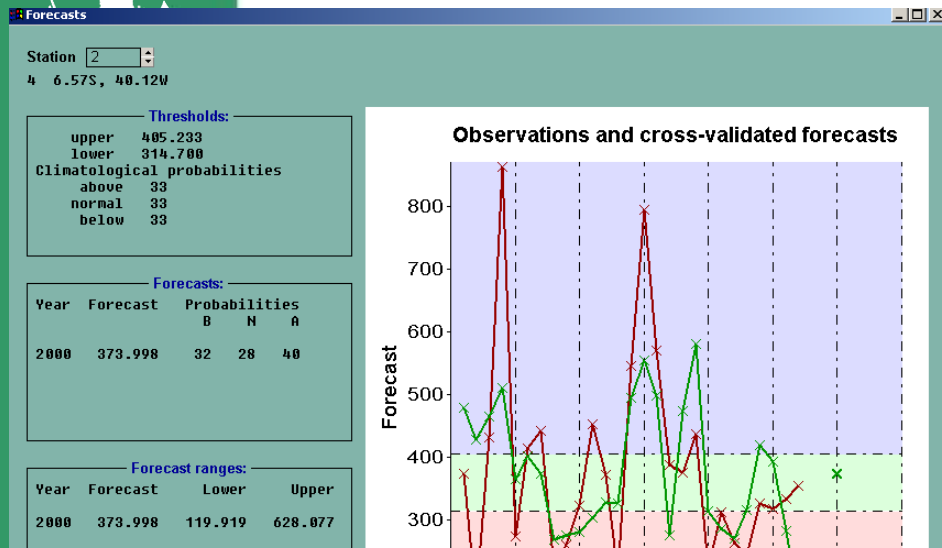 Forecasts
Station 2
4 6.57S, 40.12W
Thresholds:
upper 405.233
lower 314.700
Climatological probabilities
above 33
normal 33
below 33
Forecasts:
Year Forecast Probabilities
B N A
2000 373.998 32 28 40
Forecast ranges:
Year Forecast Lower Upper
2000 373.998 119.919 628.077
Observations and cross-validated forecasts
Forecast
800
700
600
500
400
300